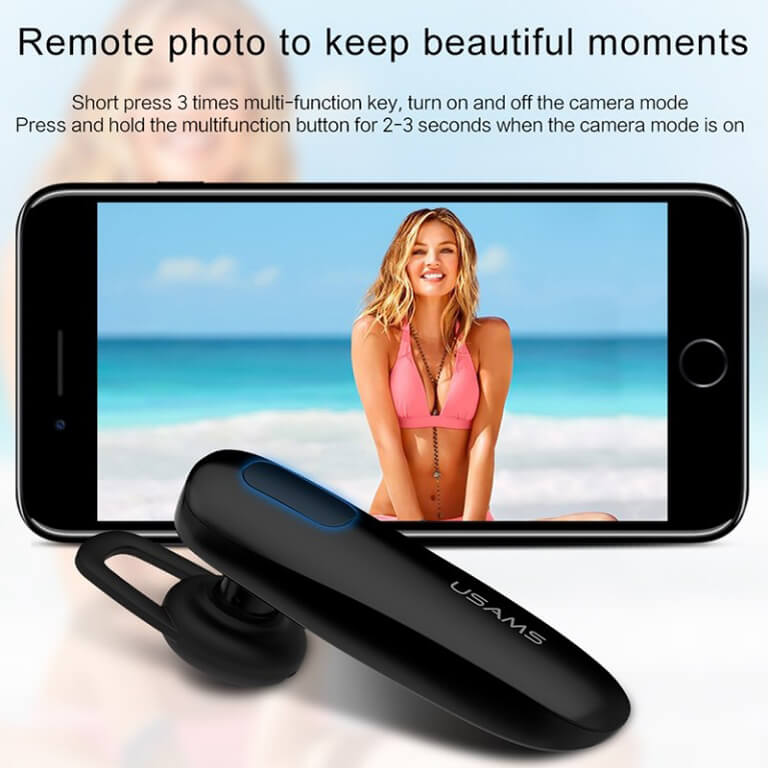 Remote photo to keep beautiful moments
Short press 3 times multi-function key, turn on and off the camera mode
Press and hold the multifunction button for 2-3 seconds when the camera mode is on
USAMS